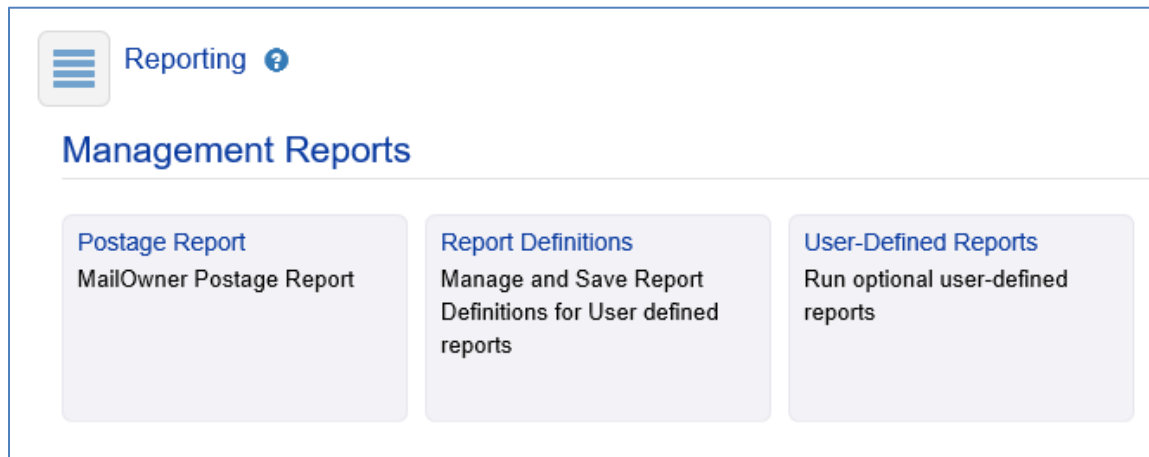 Reporting ?
Management Reports
Postage Report
MailOwner Postage Report
Report Definitions
Manage and Save Report
Definitions for User defined
reports
User-Defined Reports
Run optional user-defined
reports